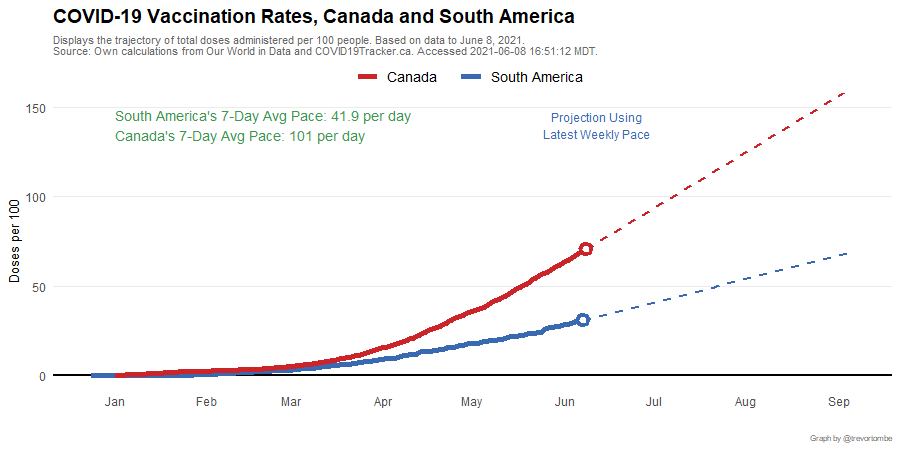 COVID-19 Vaccination Rates, Canada and South America
Displays the trajectory of total doses administered per 100 people. Based on data to June 8, 2021.
Source: Own calculations from Our World in Data and COVID19Tracker.ca. Accessed 2021-06-08 16:51:12 MDT.
Canada South America
South America's 7-Day Avg Pace: 41.9 per day
Canada's 7-Day Avg Pace: 101 per day
Projection Using
Latest Weekly Pace
Doses per 100
150
100
50
0
Jan Feb Mar Apr May Jun Jul Aug Sep
Graph by @trevortombe